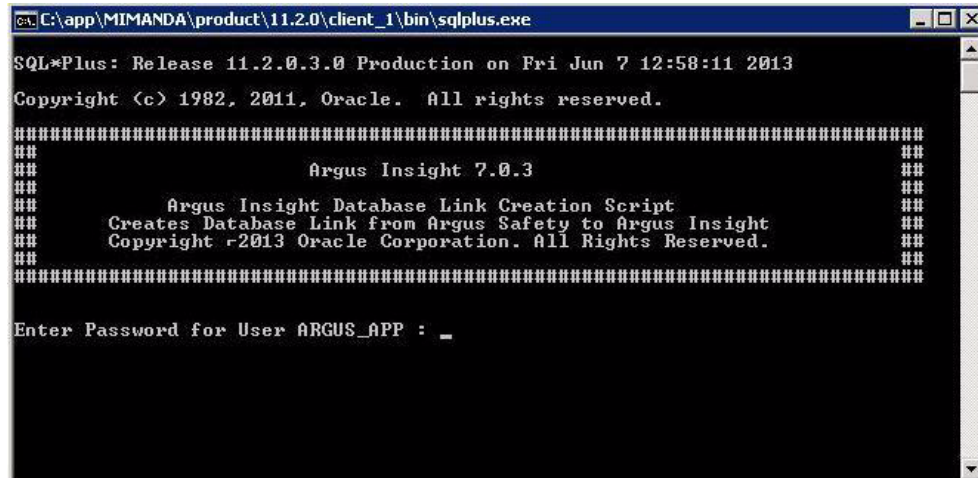 C:\app\MIMANDA\product\11.2.0\client_1\bin\sqlplus.exe
SQL*Plus: Release 11.2.0.3.0 Production on Fri Jun 7 12:58:11 2013
Copyright (c) 1982, 2011, Oracle.  All rights reserved.
#############################################################################
##                                                                         ##
##                       Argus Insight 7.0.3                               ##
##                                                                         ##
##           Argus Insight Database Link Creation Script                   ##
##      Creates Database Link from Argus Safety to Argus Insight           ##
##      Copyright ⌐2013 Oracle Corporation. All Rights Reserved.           ##
##                                                                         ##
#############################################################################
Enter Password for User ARGUS_APP : _